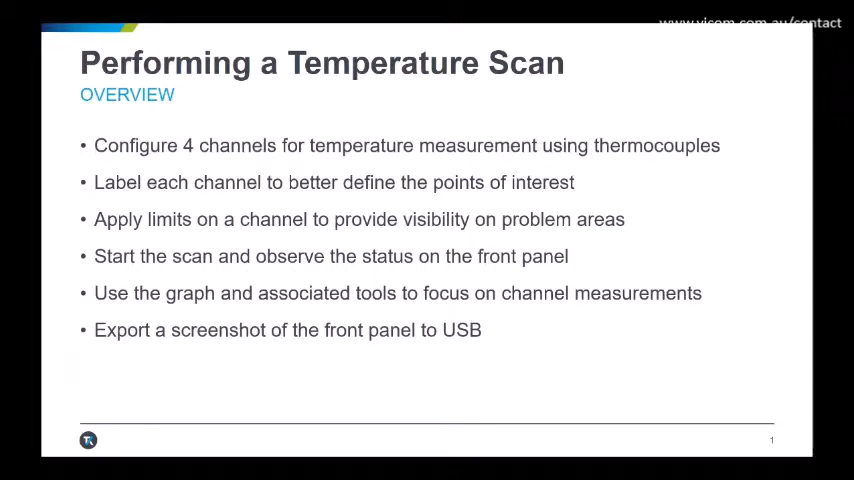 www.vicom.com.au/contact
Performing a Temperature Scan
OVERVIEW
• Configure 4 channels for temperature measurement using thermocouples
• Label each channel to better define the points of interest
• Apply limits on a channel to provide visibility on problem areas
• Start the scan and observe the status on the front panel
• Use the graph and associated tools to focus on channel measurements
• Export a screenshot of the front panel to USB
1